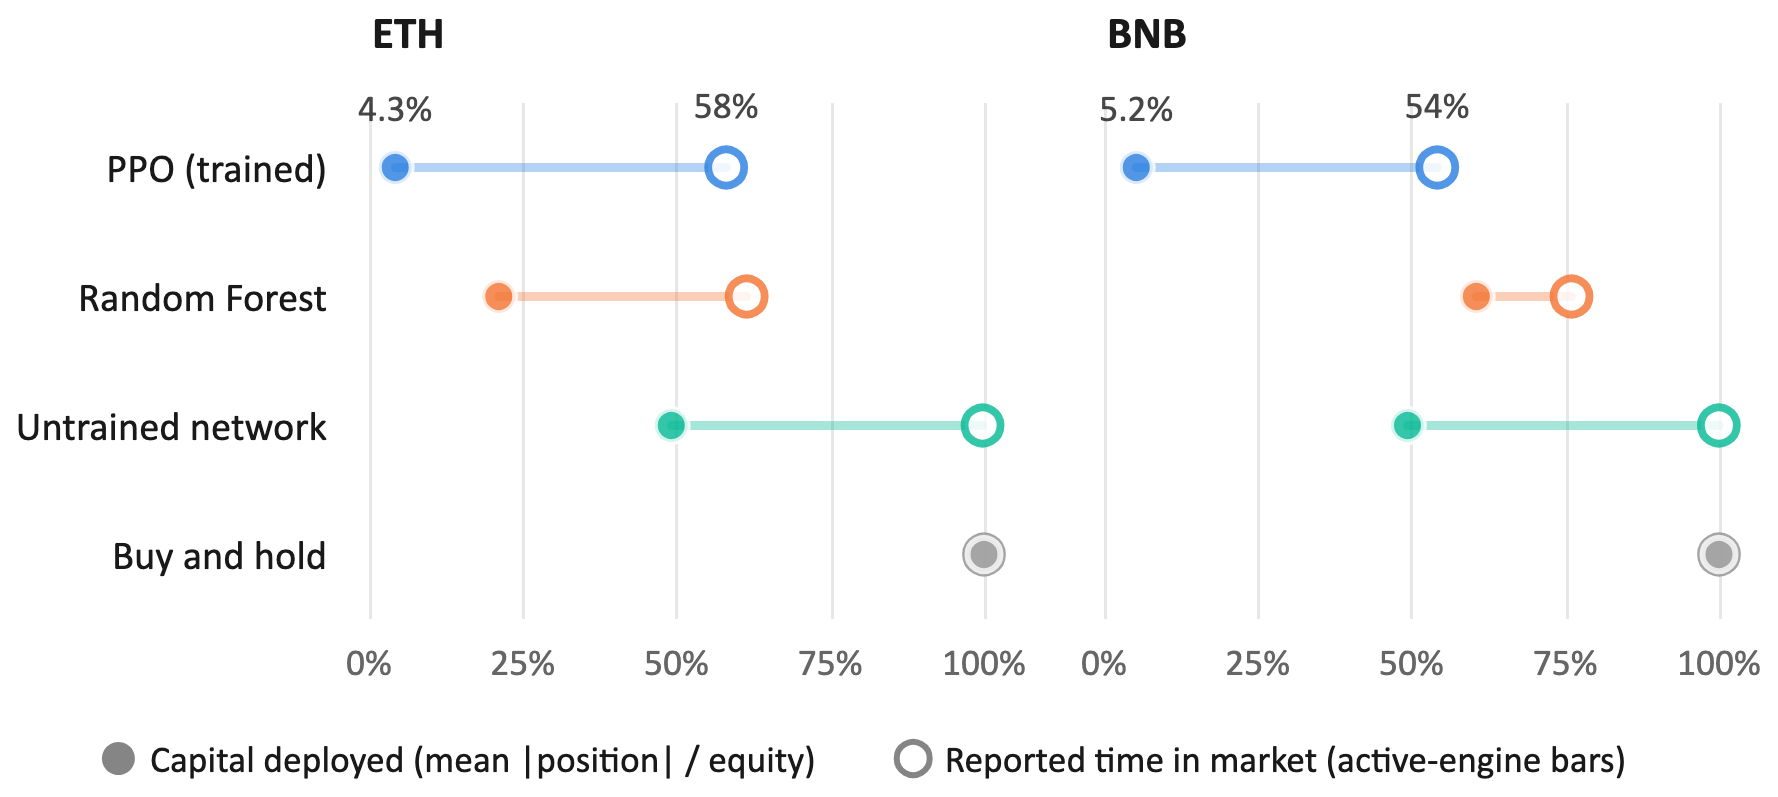 ETH
BNB
4.3%
58%
5.2%
54%
PPO (trained)
Random Forest
Untrained network
Buy and hold
0%
25%
50%
75%
100%
0%
25%
50%
75%
100%
Capital deployed (mean |position| / equity)
Reported time in market (active-engine bars)